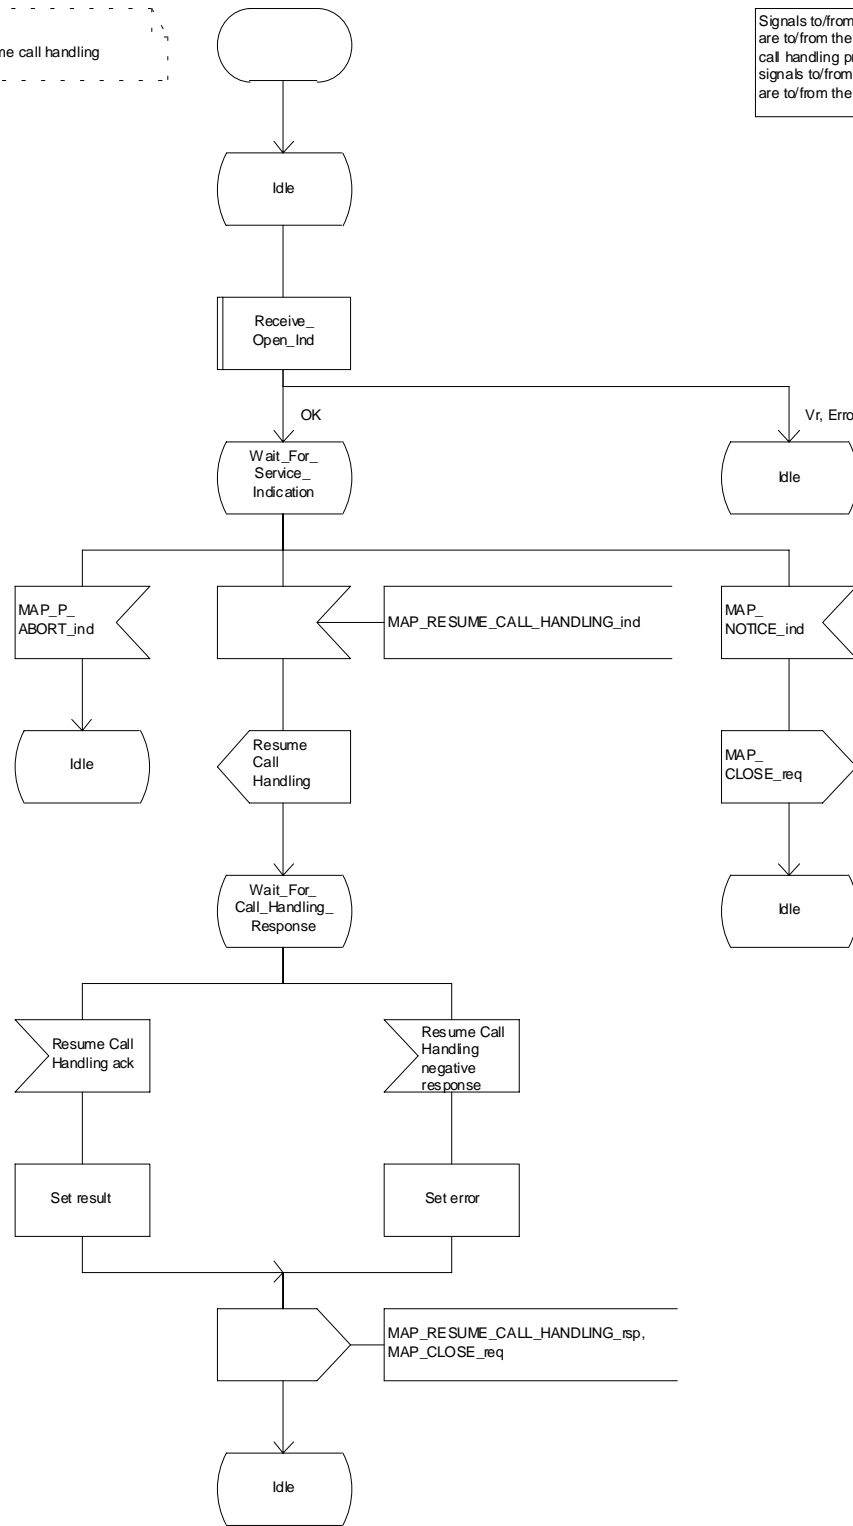 call handling
Signals to/from
are to/from the
call handling
signals to/from
are to/from the
Idle
Receive_
Open_Ind
OK
Vr,
Wait_For_
Service_
Indication
Idle
MAP_P_
ABORT_ind
MAP_RESUME_CALL_HANDLING_ind
MAP_
NOTICE_ind
Idle
Resume
Call
Handling
MAP_
CLOSE_req
Wait_For_
Call_Handling_
Response
Idle
Resume Call
Handling ack
Resume Call
Handling
negative
response
Set result
Set error
MAP_RESUME_CALL_HANDLING_rsp,
MAP_CLOSE_req
Idle